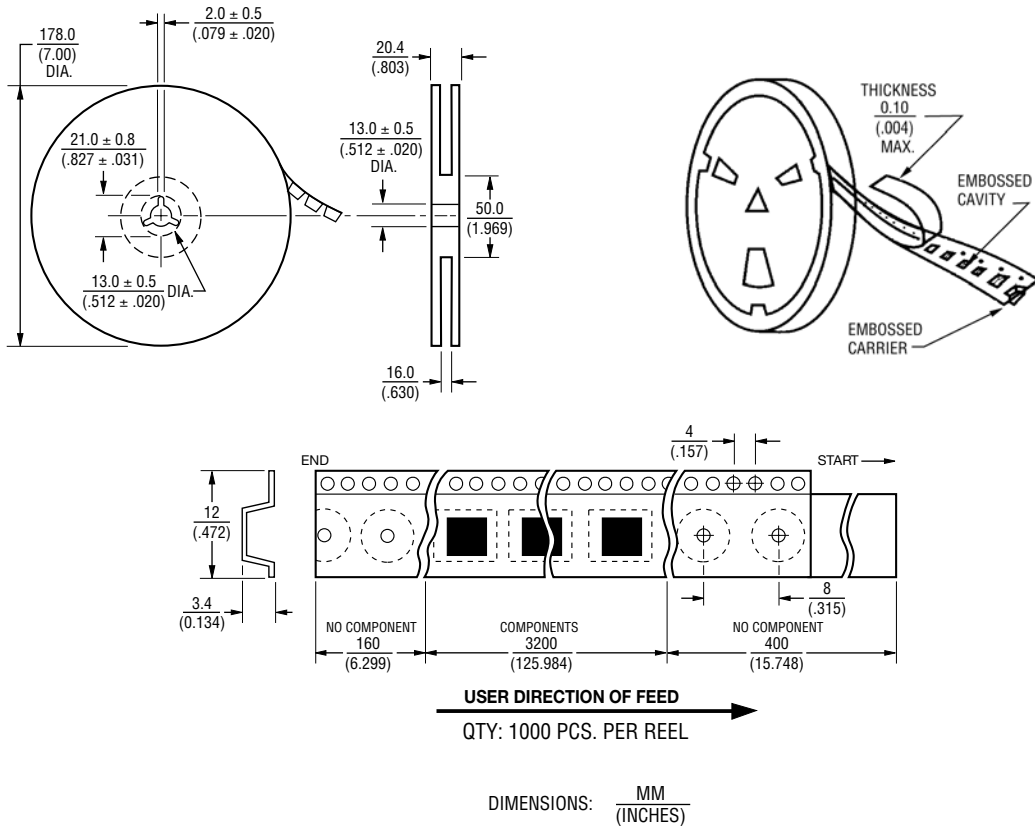 178.0
(7.00)
DIA.
2.0 ± 0.5
(.079 ± .020)
21.0 ± 0.8
(.827 ± .031)
13.0 ± 0.5
(.512 ± .020)
DIA.
20.4
(.803)
13.0 ± 0.5
(.512 ± .020)
DIA.
50.0
(1.969)
16.0
(.630)
THICKNESS
0.10
(.004)
MAX.
EMBOSSED
CAVITY
EMBOSSED
CARRIER
END
4
(.157)
START
12
(.472)
3.4
(0.134)
8
(.315)
NO COMPONENT
160
(6.299)
COMPONENTS
3200
(125.984)
NO COMPONENT
400
(15.748)
USER DIRECTION OF FEED
QTY: 1000 PCS. PER REEL
DIMENSIONS:
MM
(INCHES)